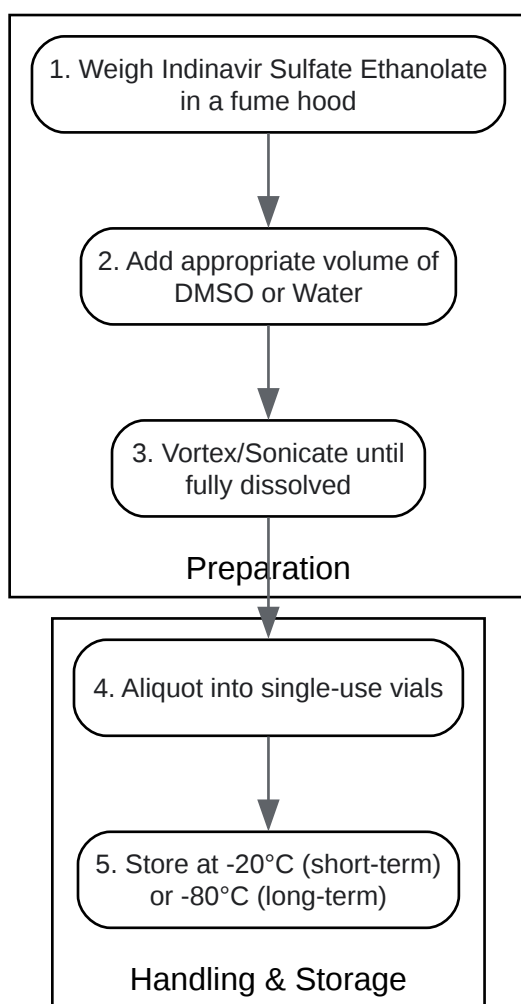 1. Weigh Indinavir Sulfate Ethanolate
in a fume hood
2. Add appropriate volume of
DMSO or Water
3. Vortex/Sonicate until
fully dissolved
Preparation
4. Aliquot into single-use vials
5. Store at -20°C (short-term)
or -80°C (long-term)
Handling & Storage